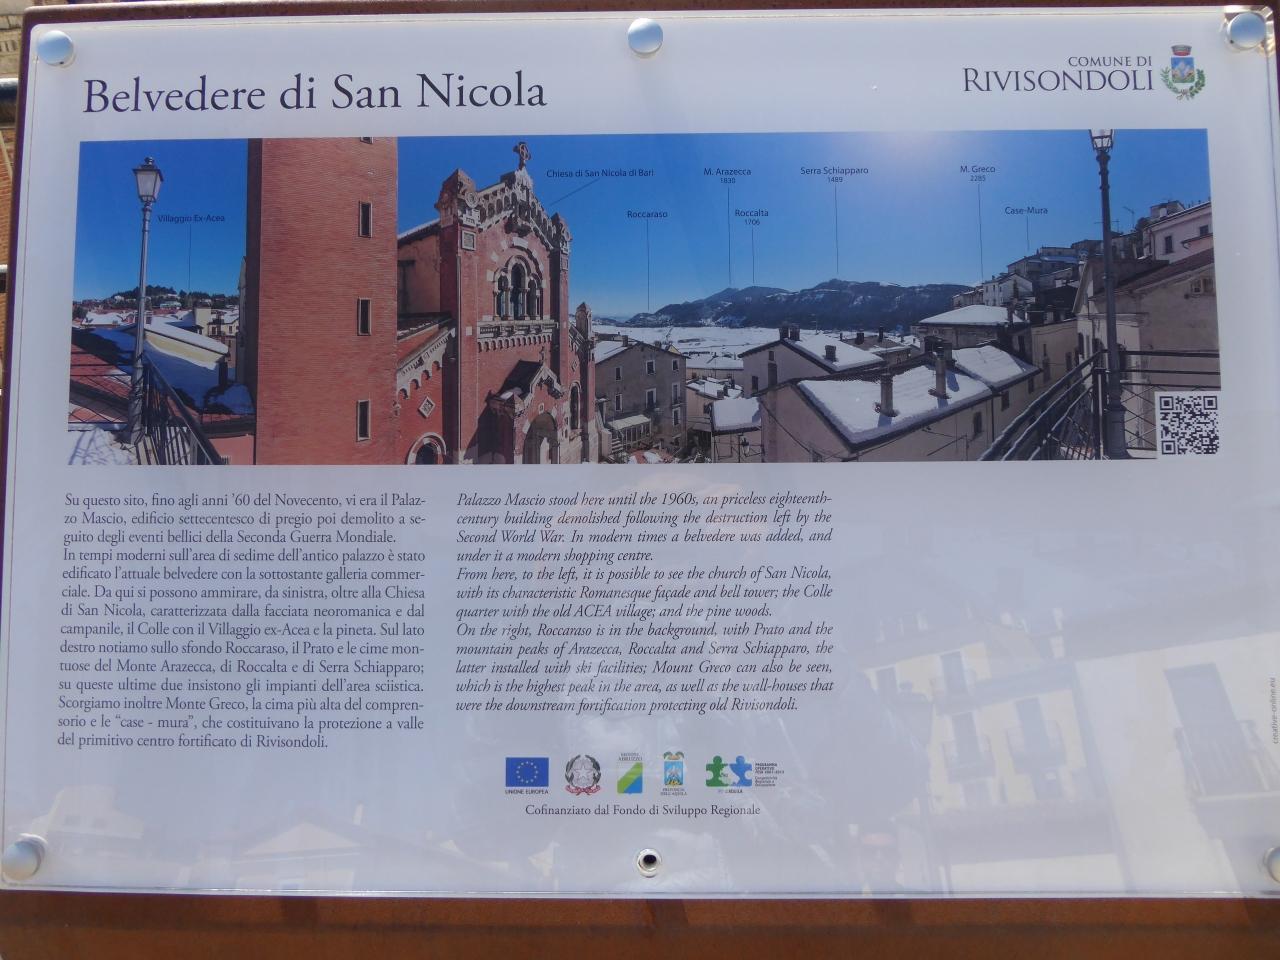 Belvedere di San Nicola
COMUNE DI
RIVISONDOLI
Villaggio Ex-Acea
Chiesa di San Nicola di Bari
Roccaraso
M. Arazecca
1830
Roccalta
1706
Serra Schiapparo
1489
M. Greco
2285
Case-Mura
Su questo sito, fino agli anni ’60 del Novecento, vi era il Palaz-
zo Mascio, edificio settecentesco di pregio poi demolito a se-
guito degli eventi bellici della Seconda Guerra Mondiale.
In tempi moderni sull’area di sedime dell’antico palazzo è stato
edificato l’attuale belvedere con la sottostante galleria commer-
ciale. Da qui si possono ammirare, da sinistra, oltre alla Chiesa
di San Nicola, caratterizzata dalla facciata neoromanica e dal
campanile, il Colle con il Villaggio ex-Acea e la pineta. Sul lato
destro notiamo sullo sfondo Roccaraso, il Prato e le cime mon-
tuose del Monte Arazecca, di Roccalta e di Serra Schiapparo;
su queste ultime due insistono gli impianti dell’area sciistica.
Scorgiamo inoltre Monte Greco, la cima più alta del compren-
sorio e le “case - mura”, che costituivano la protezione a valle
del primitivo centro fortificato di Rivisondoli.
Palazzo Mascio stood here until the 1960s, an priceless eighteenth-
century building demolished following the destruction left by the
Second World War. In modern times a belvedere was added, and
under it a modern shopping centre.
From here, to the left, it is possible to see the church of San Nicola,
with its characteristic Romanesque façade and bell tower; the Colle
quarter with the old ACEA village; and the pine woods.
On the right, Roccaraso is in the background, with Prato and the
mountain peaks of Arazecca, Roccalta and Serra Schiapparo, the
latter installed with ski facilities; Mount Greco can also be seen,
which is the highest peak in the area, as well as the wall-houses that
were the downstream fortification protecting old Rivisondoli.
UNIONE EUROPEA
REGIONE
ABRUZZO
PROVINCIA
DELL'AQUILA
PROGRAMMA
OPERATIVO
Cofinanziato dal Fondo di Sviluppo Regionale
creative-online.eu